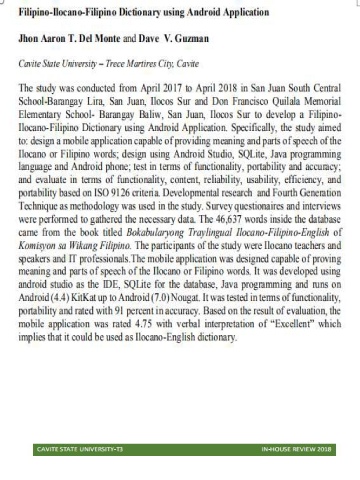 Filipino-Ilocano-Filipino Dictionary using Android Application
Jhon Aaron T. Del Monte and Dave V. Guzman
Cavite State University – Trece Martires City, Cavite
The study was conducted from April 2017 to April 2018 in San Juan South Central
School-Barangay Lira, San Juan, Ilocos Sur and Don Francisco Quilala Memorial
Elementary School- Barangay Baliw, San Juan, Ilocos Sur to develop a Filipino-
Ilocano-Filipino Dictionary using Android Application. Specifically, the study aimed
to: design a mobile application capable of providing meaning and parts of speech of the
Ilocano or Filipino words; design using Android Studio, SQLite, Java programming
language and Android phone; test in terms of functionality, portability and accuracy;
and evaluate in terms of functionality, content, reliability, usability, efficiency, and
portability based on ISO 9126 criteria. Developmental research and Fourth Generation
Technique as methodology was used in the study. Survey questionaires and interviews
were performed to gathered the necessary data. The 46,637 words inside the database
came from the book titled Bokabularyong Traylingual Ilocano-Filipino-English of
Komisyon sa Wikang Filipino. The participants of the study were Ilocano teachers and
speakers and IT professionals.The mobile application was designed capable of proving
meaning and parts of speech of the Ilocano or Filipino words. It was developed using
android studio as the IDE, SQLite for the database, Java programming and runs on
Android (4.4) KitKat up to Android (7.0) Nougat. It was tested in terms of functionality,
portability and rated with 91 percent in accuracy. Based on the result of evaluation, the
mobile application was rated 4.75 with verbal interpretation of “Excellent” which
implies that it could be used as Ilocano-English dictionary.
CAVITE STATE UNIVERSITY-T3 IN-HOUSE REVIEW 2018